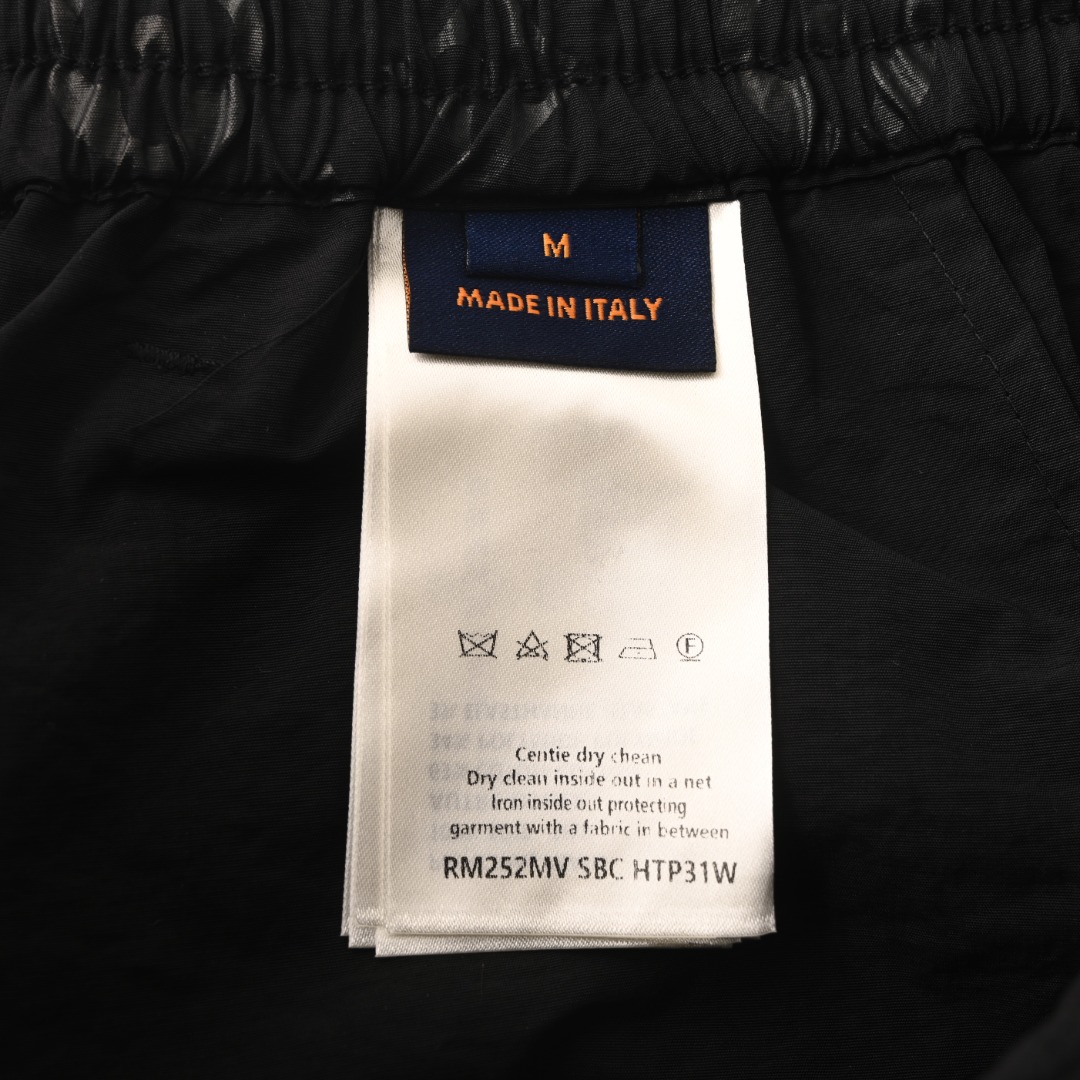 M
MADE IN ITALY
F
Centie dry chean
Dry clean inside out in a net
Iron inside out protecting
garment with a fabric in between
RM252MV SBC HTP31W